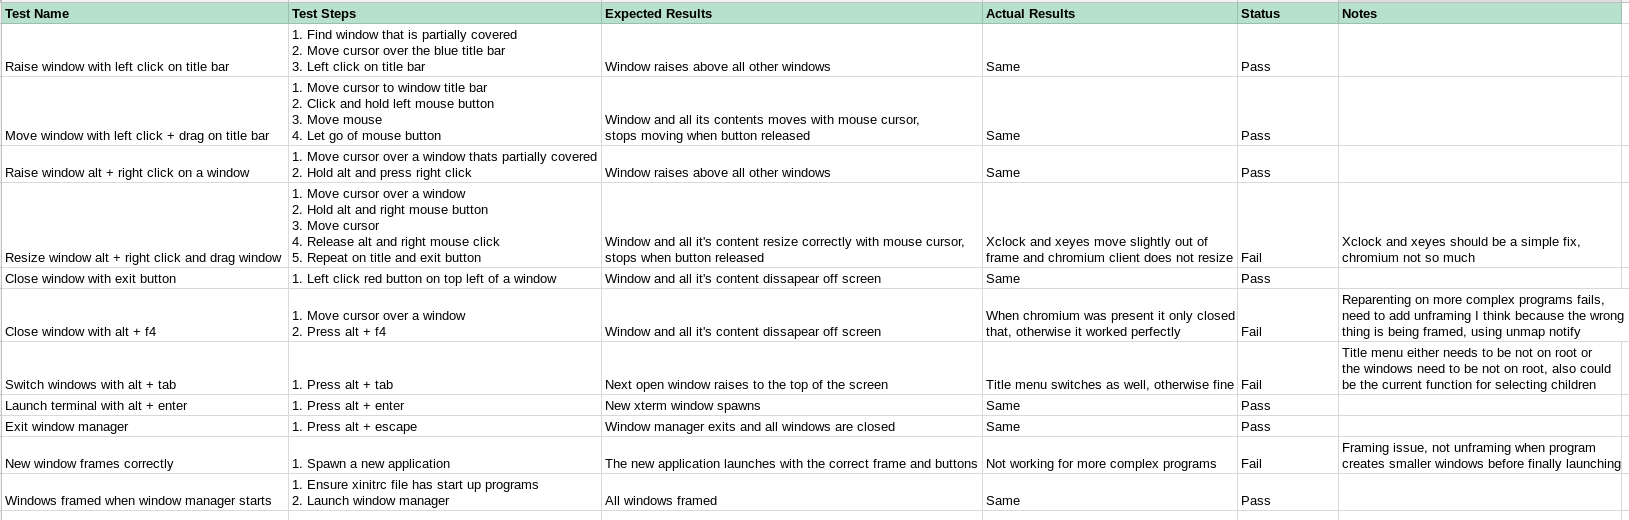 Test Name	Test Steps	Expected Results	Actual Results	Status	Notes
1. Find window that is partially covered
2. Move cursor over the blue title bar
Raise window with left click on title bar	3. Left click on title bar	Window raises above all other windows	Same	Pass
1. Move cursor to window title bar
2. Click and hold left mouse button
3. Move mouse	Window and all its contents moves with mouse cursor,
Move window with left click + drag on title bar	4. Let go of mouse button	stops moving when button released	Same	Pass
1. Move cursor over a window thats partially covered
Raise window alt + right click on a window	2. Hold alt and press right click	Window raises above all other windows	Same	Pass
1. Move cursor over a window
2. Hold alt and right mouse button
3. Move cursor
4. Release alt and right mouse click	Window and all it's content resize correctly with mouse cursor,	Xclock and xeyes move slightly out of	Xclock and xeyes should be a simple fix,
Resize window alt + right click and drag window	5. Repeat on title and exit button	stops when button released	frame and chromium client does not resize	Fail	chromium not so much
Close window with exit button	1. Left click red button on top left of a window	Window and all it's content dissapear off screen	Same	Pass
Reparenting on more complex programs fails,
1. Move cursor over a window	When chromium was present it only closed	need to add unframing I think because the wrong
Close window with alt + f4	2. Press alt + f4	Window and all it's content dissapear off screen	that, otherwise it worked perfectly	Fail	thing is being framed, using unmap notify
Title menu either needs to be not on root or
the windows need to be not on root, also could
Switch windows with alt + tab	1. Press alt + tab	Next open window raises to the top of the screen	Title menu switches as well, otherwise fine	Fail	be the current function for selecting children
Launch terminal with alt + enter	1. Press alt + enter	New xterm window spawns	Same	Pass
Exit window manager	1. Press alt + escape	Window manager exits and all windows are closed	Same	Pass
Framing issue, not unframing when program
New window frames correctly	1. Spawn a new application	The new application launches with the correct frame and buttons	Not working for more complex programs	Fail	creates smaller windows before finally launching
1. Ensure xinitrc file has start up programs
Windows framed when window manager starts	2. Launch window manager	All windows framed	Same	Pass